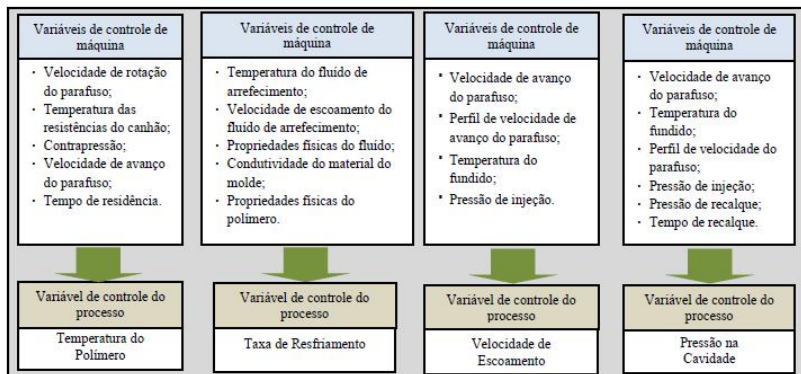 Variáveis de controle de
máquina
· Velocidade de rotação
do parafuso;
· Temperatura das
resistências do canhão;
· Contrapressão;
· Velocidade de avanço
do parafuso;
· Tempo de residência.
Variável de controle do
processo
Temperatura do
Polímero
Variáveis de controle de
máquina
· Temperatura do fluído de
arrefecimento;
· Velocidade de escoamento do
fluído de arrefecimento;
· Propriedades físicas do fluído;
· Condutividade do material do
molde;
· Propriedades físicas do
polímero.
Variável de controle do
processo
Taxa de Resfriamento
Variáveis de controle de
máquina
▪ Velocidade de avanço
do parafuso;
▪ Perfil de velocidade de
avanço do parafuso;
▪ Temperatura do
fundido;
▪ Pressão de injeção.
Variável de controle do
processo
Velocidade de
Escoamento
Variáveis de controle de
máquina
· Velocidade de avanço
do parafuso;
· Temperatura do
fundido;
· Perfil de velocidade do
parafuso;
· Pressão de injeção;
· Pressão de recalque;
· Tempo de recalque.
Variável de controle do
processo
Pressão na
Cavidade